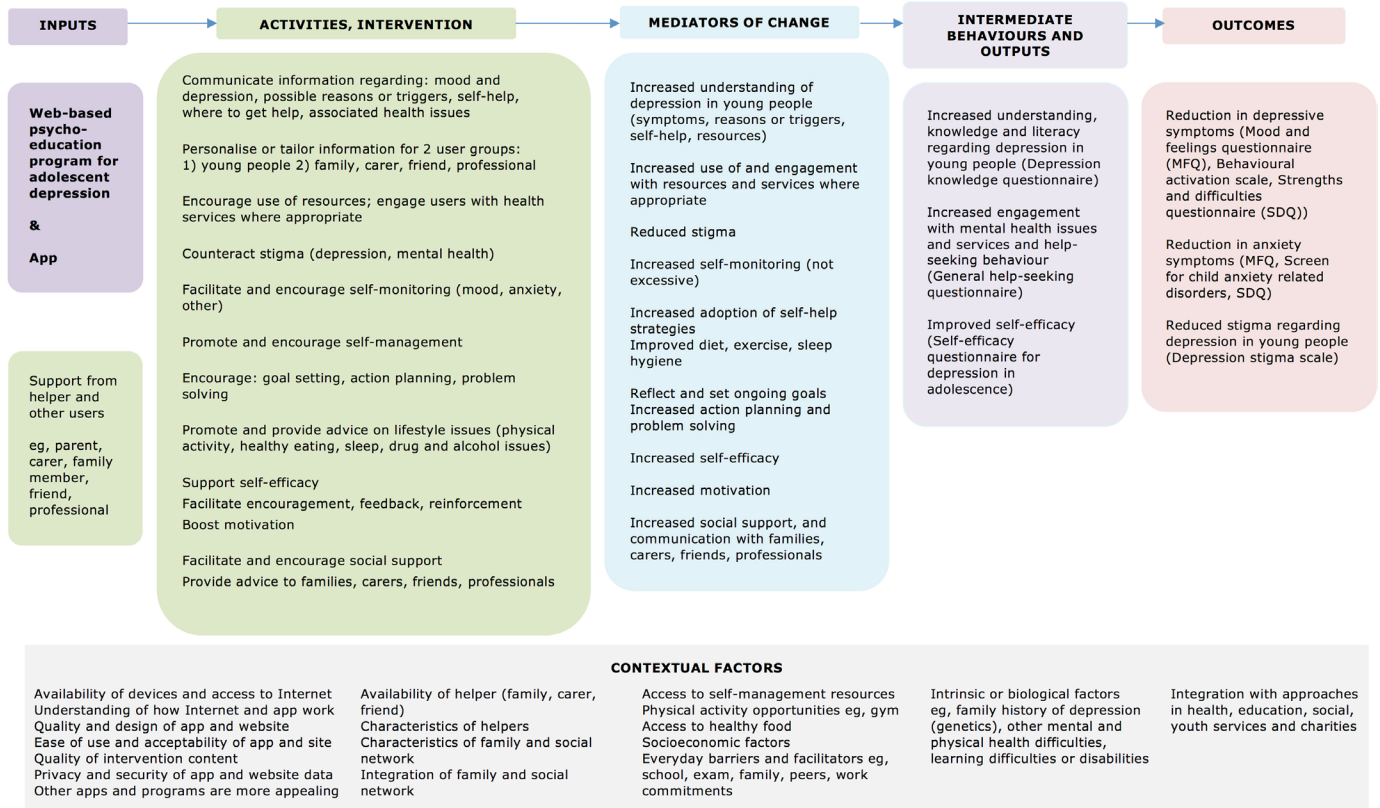 INPUTS
ACTIVITIES, INTERVENTION
MEDIATORS OF CHANGE
INTERMEDIATE
BEHAVIOURS AND
OUTPUTS
OUTCOMES
Web-based
psycho-
education
program for
adolescent
depression
&
App
Support from
helper and
other users
eg, parent,
carer, family
member,
friend,
professional
Communicate information regarding: mood and
depression, possible reasons or triggers, self-help,
where to get help, associated health issues
Personalise or tailor information for 2 user groups:
1) young people 2) family, carer, friend, professional
Encourage use of resources; engage users with health
services where appropriate
Counteract stigma (depression, mental health)
Facilitate and encourage self-monitoring (mood, anxiety,
other)
Promote and encourage self-management
Encourage: goal setting, action planning, problem
solving
Promote and provide advice on lifestyle issues (physical
activity, healthy eating, sleep, drug and alcohol issues)
Support self-efficacy
Facilitate encouragement, feedback, reinforcement
Boost motivation
Facilitate and encourage social support
Provide advice to families, carers, friends, professionals
Increased understanding of
depression in young people
(symptoms, reasons or triggers,
self-help, resources)
Increased use of and engagement
with resources and services where
appropriate
Reduced stigma
Increased self-monitoring (not
excessive)
Increased adoption of self-help
strategies
Improved diet, exercise, sleep
hygiene
Reflect and set ongoing goals
Increased action planning and
problem solving
Increased self-efficacy
Increased motivation
Increased social support, and
communication with families,
carers, friends, professionals
Increased understanding,
knowledge and literacy
regarding depression in
young people (Depression
knowledge questionnaire)
Increased engagement
with mental health issues
and services and help-
seeking behaviour
(General help-seeking
questionnaire)
Improved self-efficacy
(Self-efficacy
questionnaire for
depression in
adolescence)
Reduction in depressive
symptoms (Mood and
feelings questionnaire
(MFQ), Behavioural
activation scale, Strengths
and difficulties
questionnaire (SDQ))
Reduction in anxiety
symptoms (MFQ, Screen
for child anxiety related
disorders, SDQ)
Reduced stigma regarding
depression in young people
(Depression stigma scale)
CONTEXTUAL FACTORS
Availability of devices and access to Internet
Understanding of how Internet and app work
Quality and design of app and website
Ease of use and acceptability of app and site
Quality of intervention content
Privacy and security of app and website data
Other apps and programs are more appealing
Availability of helper (family, carer,
friend)
Characteristics of helpers
Characteristics of family and social
network
Integration of family and social
network
Access to self-management resources
Physical activity opportunities eg, gym
Access to healthy food
Socioeconomic factors
Everyday barriers and facilitators eg,
school, exam, family, peers, work
commitments
Intrinsic or biological factors
eg, family history of depression
(genetics), other mental and
physical health difficulties,
learning difficulties or disabilities
Integration with approaches
in health, education, social,
youth services and charities